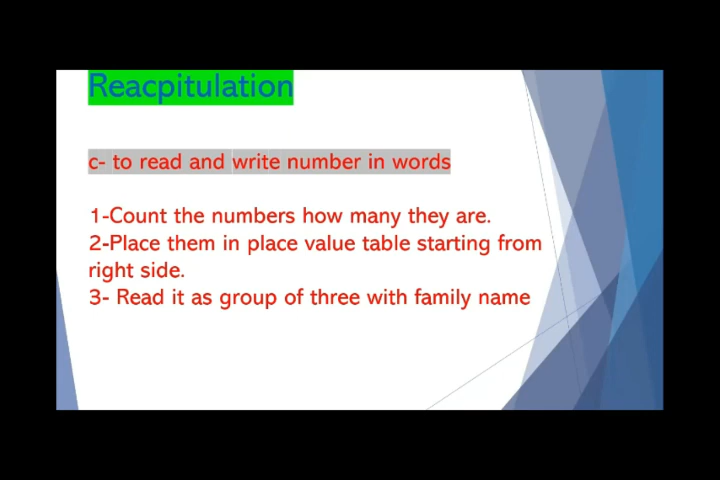 Reacpitulation
c- to read and write number in words
1-Count the numbers how many they are.
2-Place them in place value table starting from
right side.
3- Read it as group of three with family name